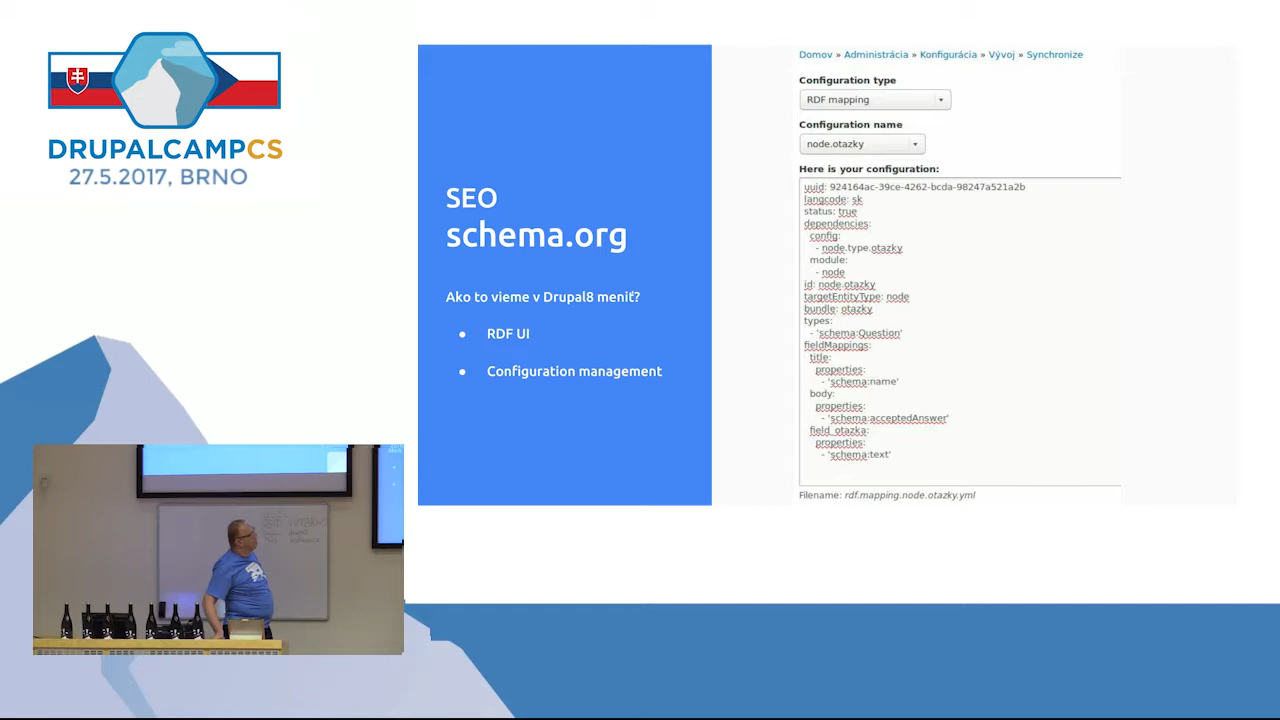 DRUPALCAMPCS
27.5.2017, BRNO
SEO
schema.org
Ako to vieme v Drupal8 meniť?
● RDF UI
● Configuration management
Domov » Administrácia » Konfigurácia » Vývoj » Synchronize
Configuration type
RDF mapping
Configuration name
node.otazky
Here is your configuration:
uuid: 924164ac-39ce-4262-bcda-98247a521a2b
langcode: sk
status: true
dependencies:
config:
- node.type.otazky
module:
- node
id: node.otazky
targetEntityType: node
bundle: otazky
types:
- 'schema:Question'
fieldMappings:
title:
properties:
- 'schema:name'
body:
properties:
- 'schema:acceptedAnswer'
field_otazka:
properties:
- 'schema:text'
Filename: rdf.mapping.node.otazky.yml